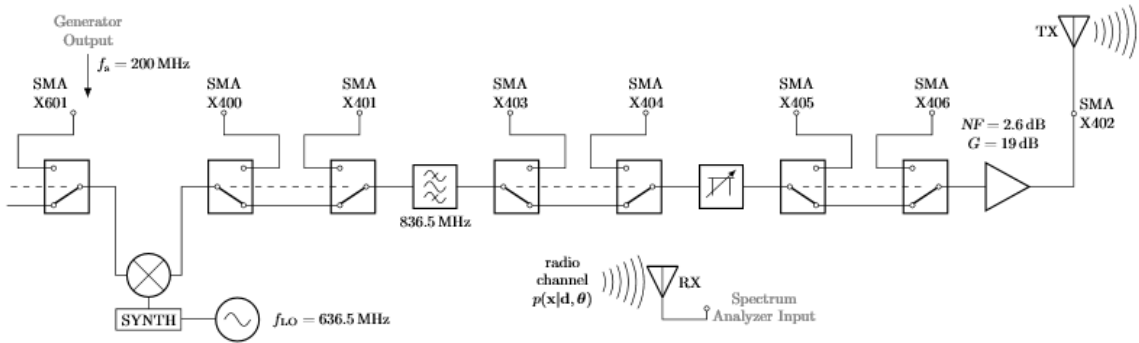 Generator
Output
fa = 200 MHz
SMA
X601
SMA
X400
SMA
X401
SMA
X403
SMA
X404
SMA
X405
SMA
X406
NF = 2.6 dB
G = 19 dB
TX
SMA
X402
836.5 MHz
radio
channel
p(x|d, θ)
RX
Spectrum
Analyzer Input
SYNTH
fLO = 636.5 MHz